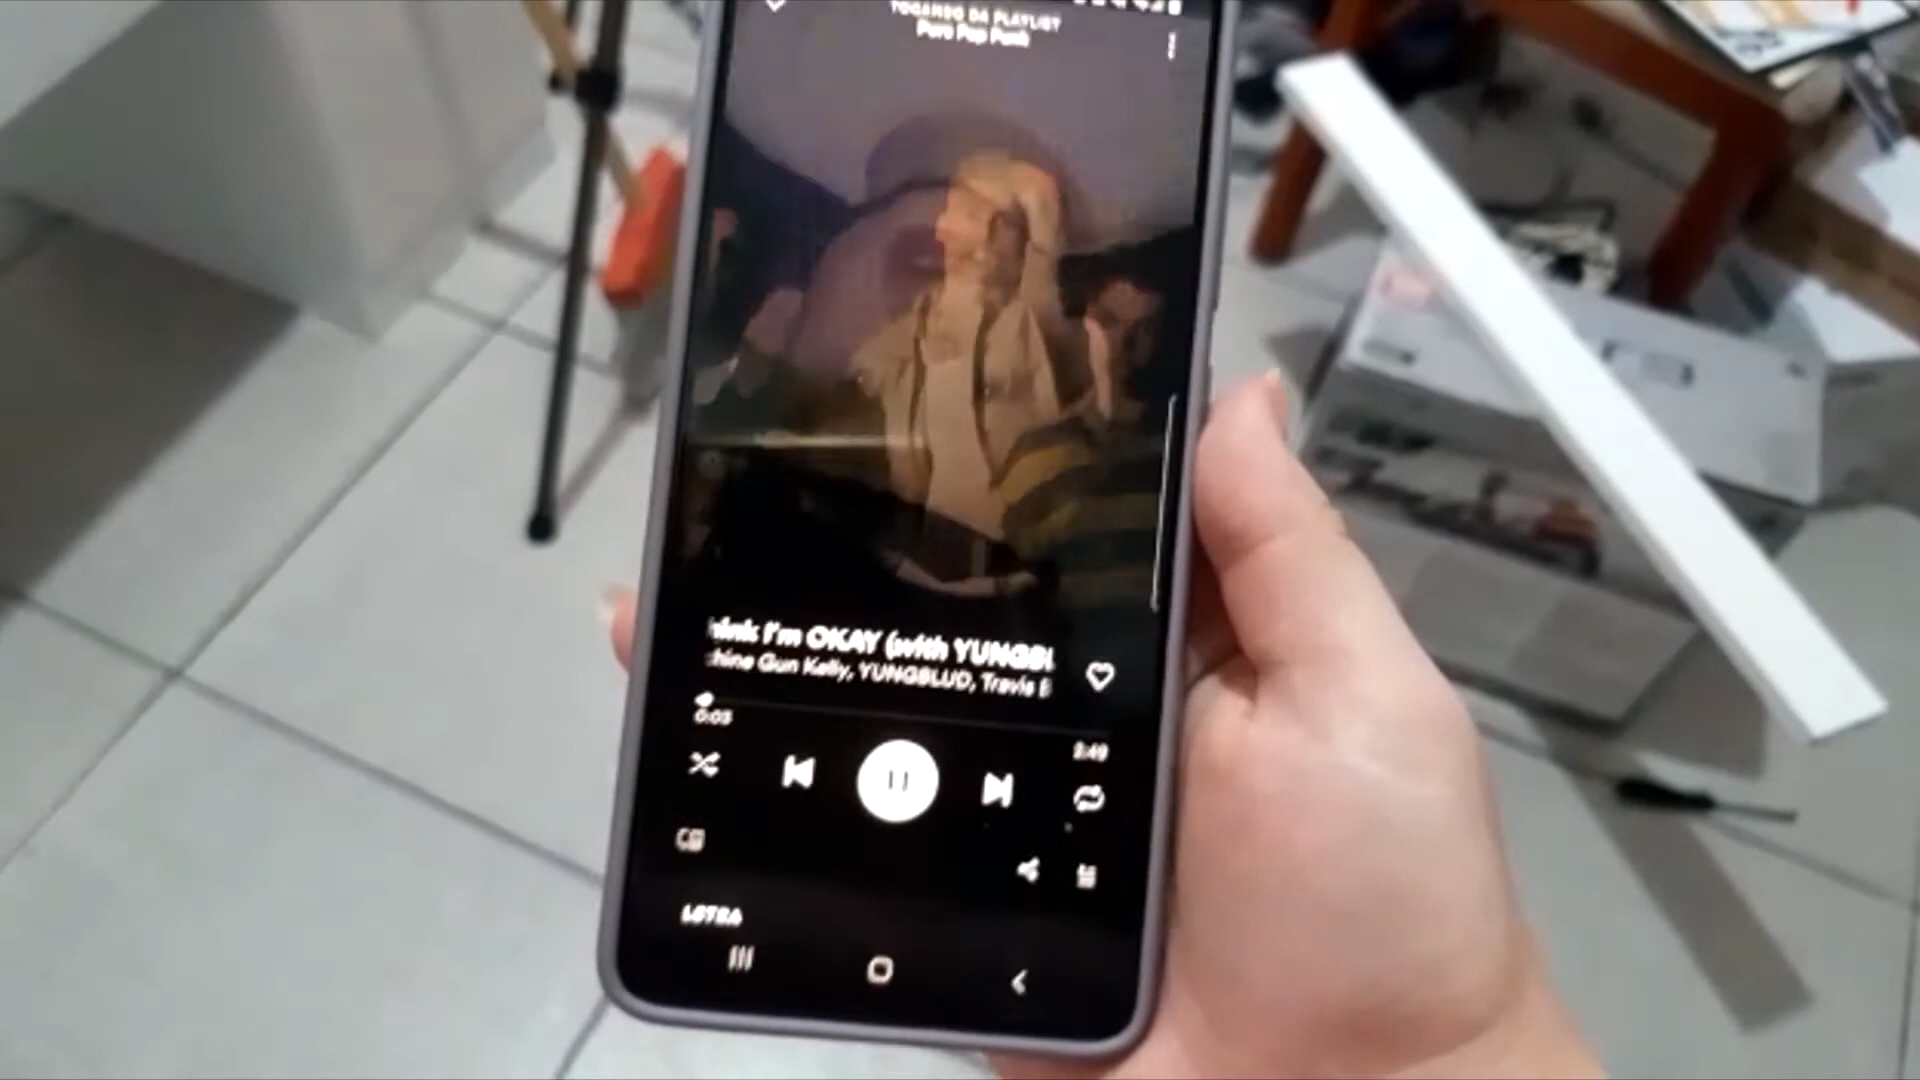 TOCANDO DA PLAYLIST
Pure Pop Punk
hink I'm OKAY (with YUNGBL
chine Gun Kelly, YUNGBLUD, Travis B
0:03
2:49
LETRA